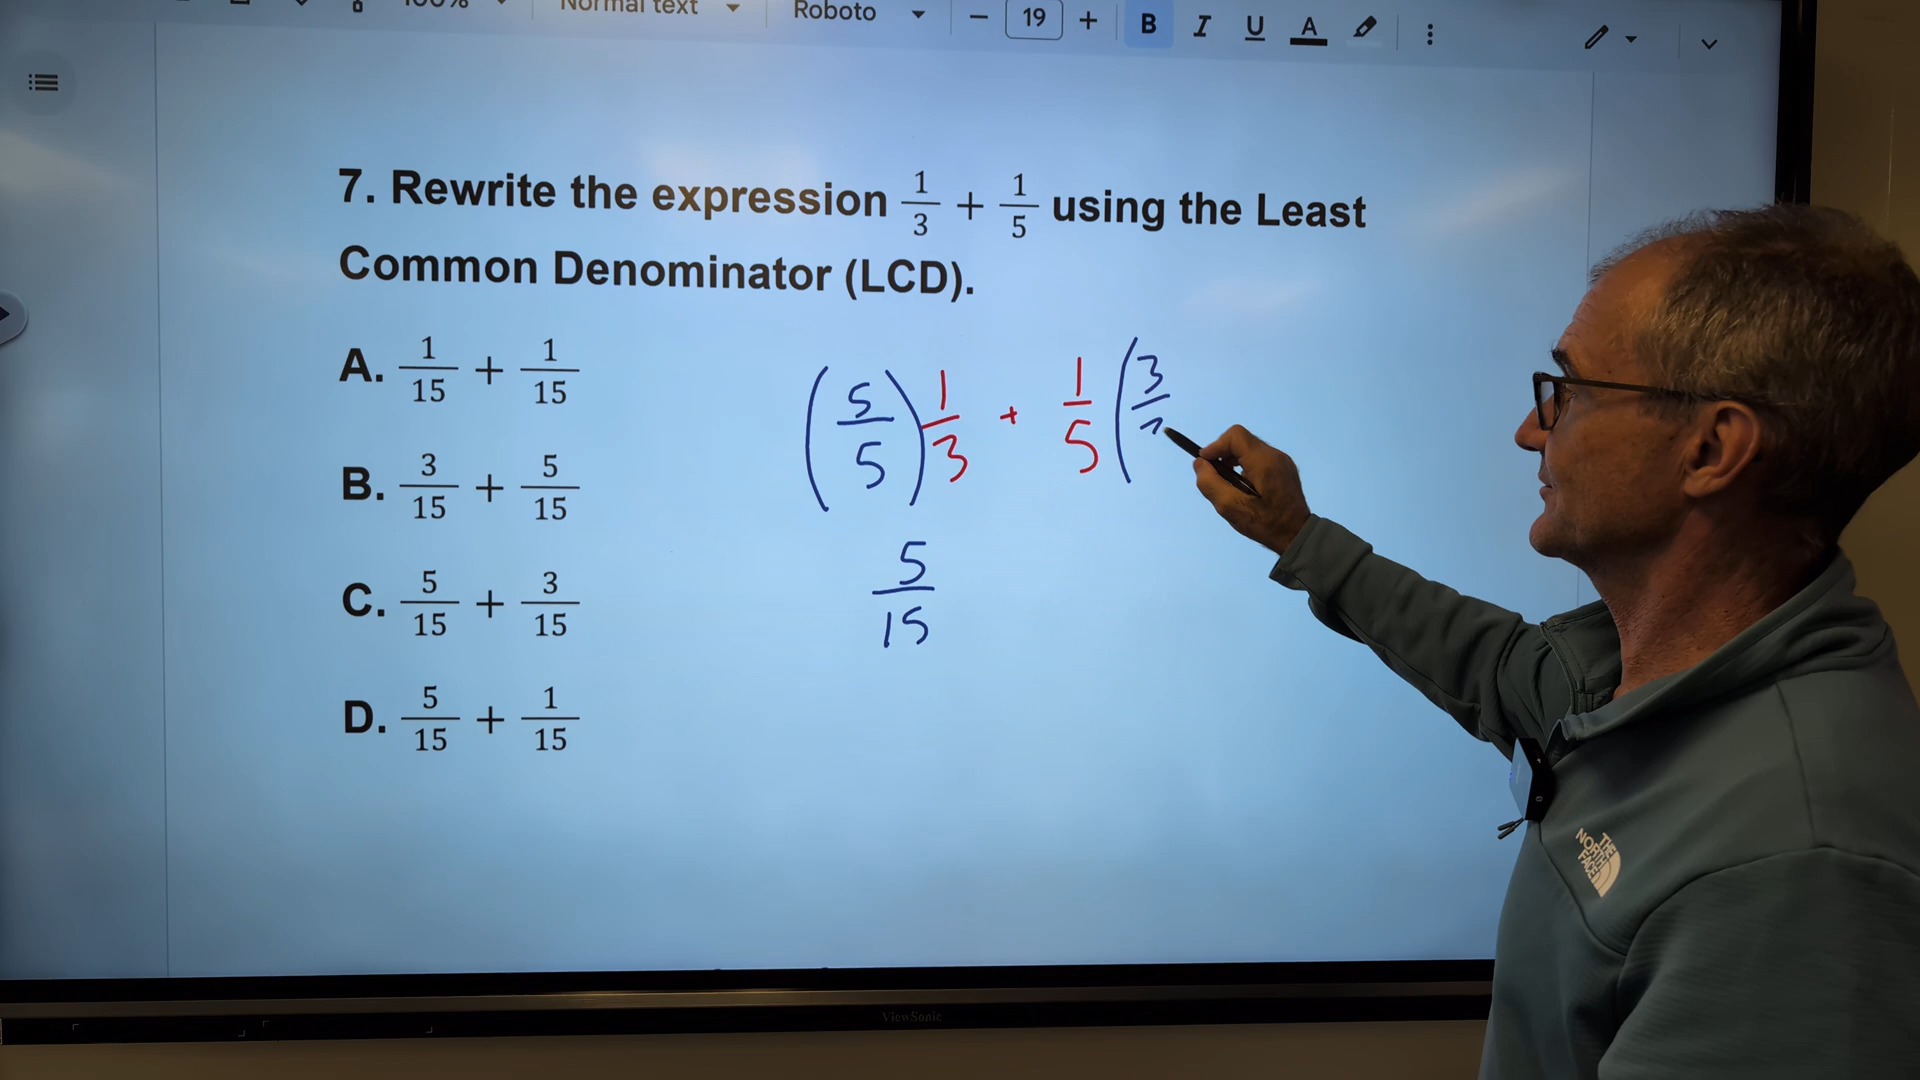 Normal text Roboto − 19 + B I U A
7. Rewrite the expression 1/3 + 1/5 using the Least
Common Denominator (LCD).
A. 1/15 + 1/15
B. 3/15 + 5/15
C. 5/15 + 3/15
D. 5/15 + 1/15
(5/5) 1/3 + 1/5 (3/
5/15
THE
NORTH
FACE
ViewSonic